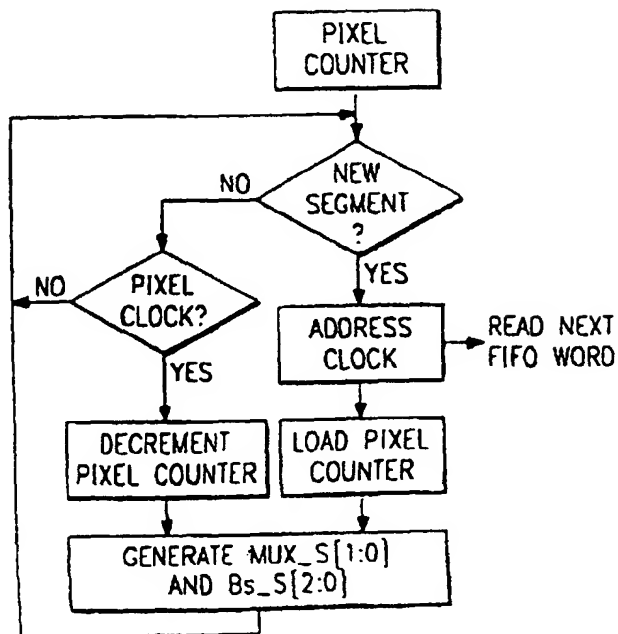 PIXEL
COUNTER
NEW
SEGMENT
?
NO
YES
PIXEL
CLOCK?
NO
YES
ADDRESS
CLOCK
READ NEXT
FIFO WORD
DECREMENT
PIXEL COUNTER
LOAD PIXEL
COUNTER
GENERATE MUX_S[1:0]
AND Bs_S[2:0]